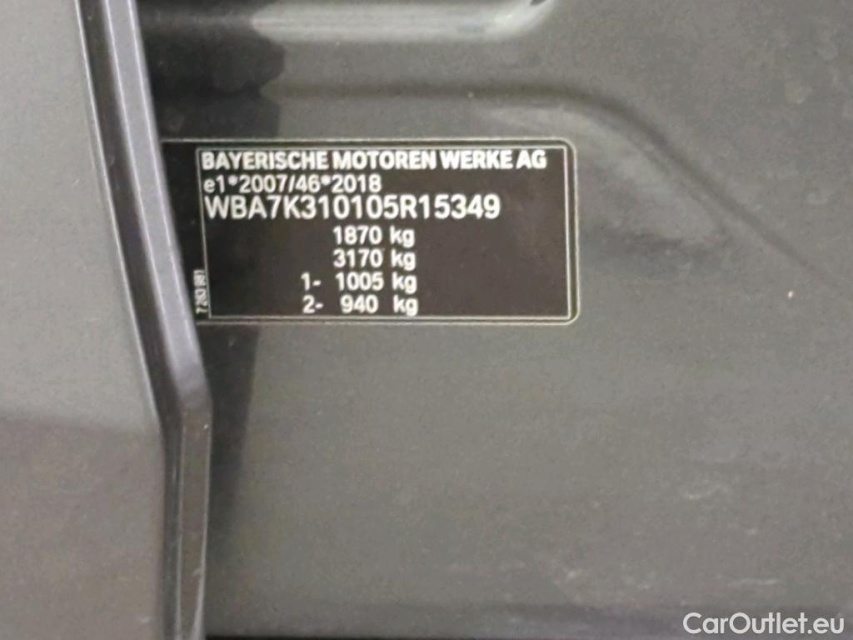 BAYERISCHE MOTOREN WERKE AG
e1*2007/46*2018
WBA7K310105R15349
1870 kg
3170 kg
1- 1005 kg
2- 940 kg
CarOutlet.eu